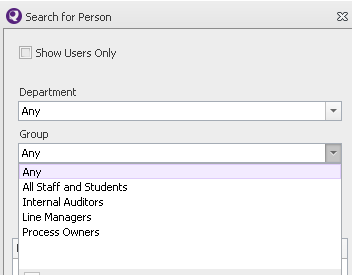 Search for Person
Show Users Only
Department
Any
Group
Any
Any
All Staff and Students
Internal Auditors
Line Managers
Process Owners